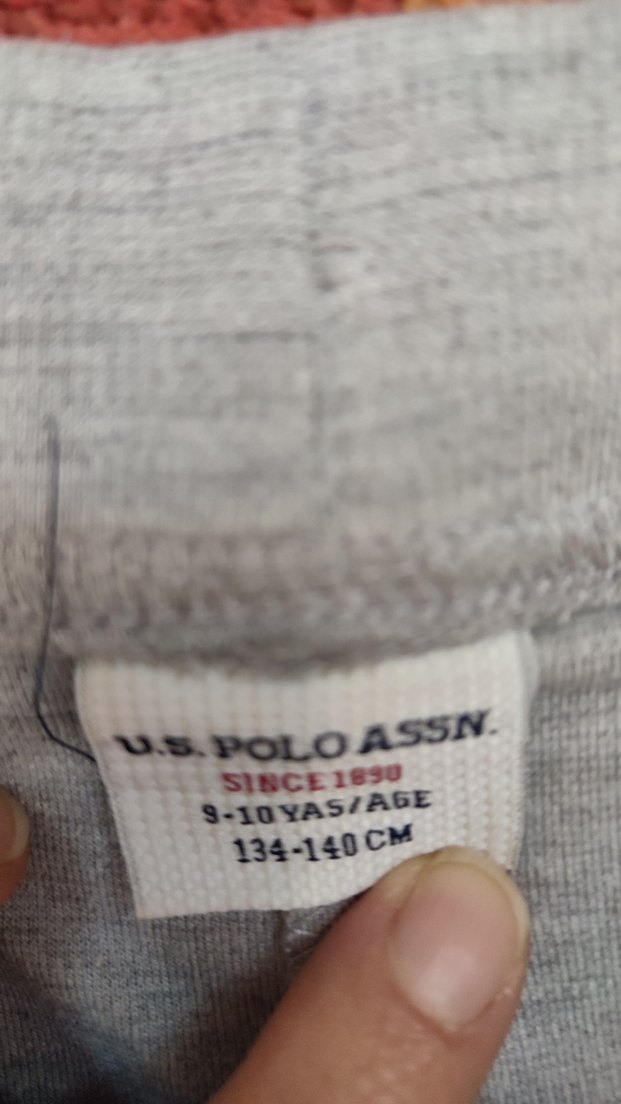 U.S. POLO ASSN.
SINCE 1890
9-10 YAS/AGE
134-140 CM